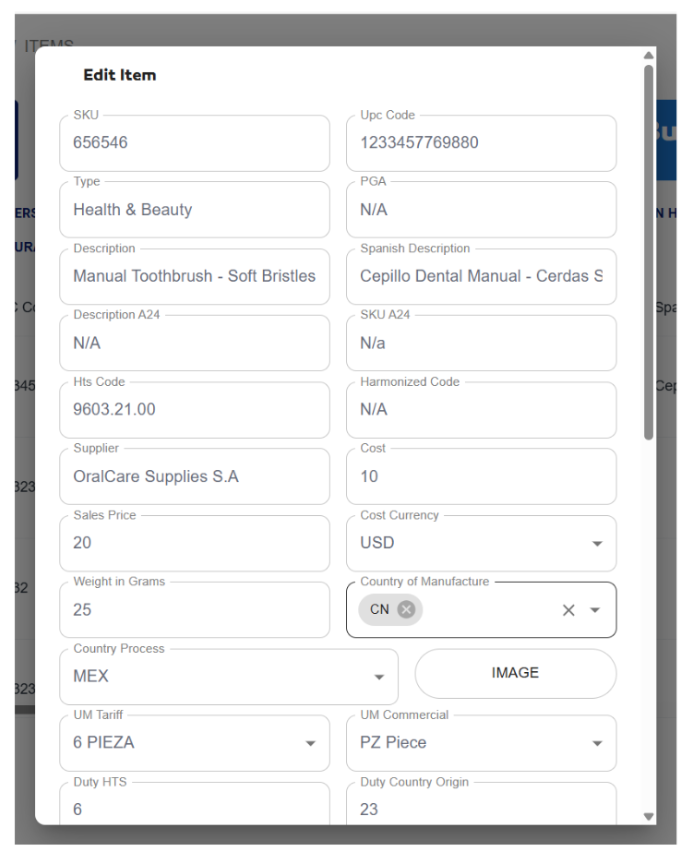 ITEMS
Edit Item
SKU
656546
Upc Code
1233457769880
Type
Health & Beauty
PGA
N/A
Description
Manual Toothbrush - Soft Bristles
Spanish Description
Cepillo Dental Manual - Cerdas S
Description A24
N/A
SKU A24
N/a
Hts Code
9603.21.00
Harmonized Code
N/A
Supplier
OralCare Supplies S.A
Cost
10
Sales Price
20
Cost Currency
USD
Weight in Grams
25
Country of Manufacture
CN
Country Process
MEX
IMAGE
UM Tariff
6 PIEZA
UM Commercial
PZ Piece
Duty HTS
6
Duty Country Origin
23